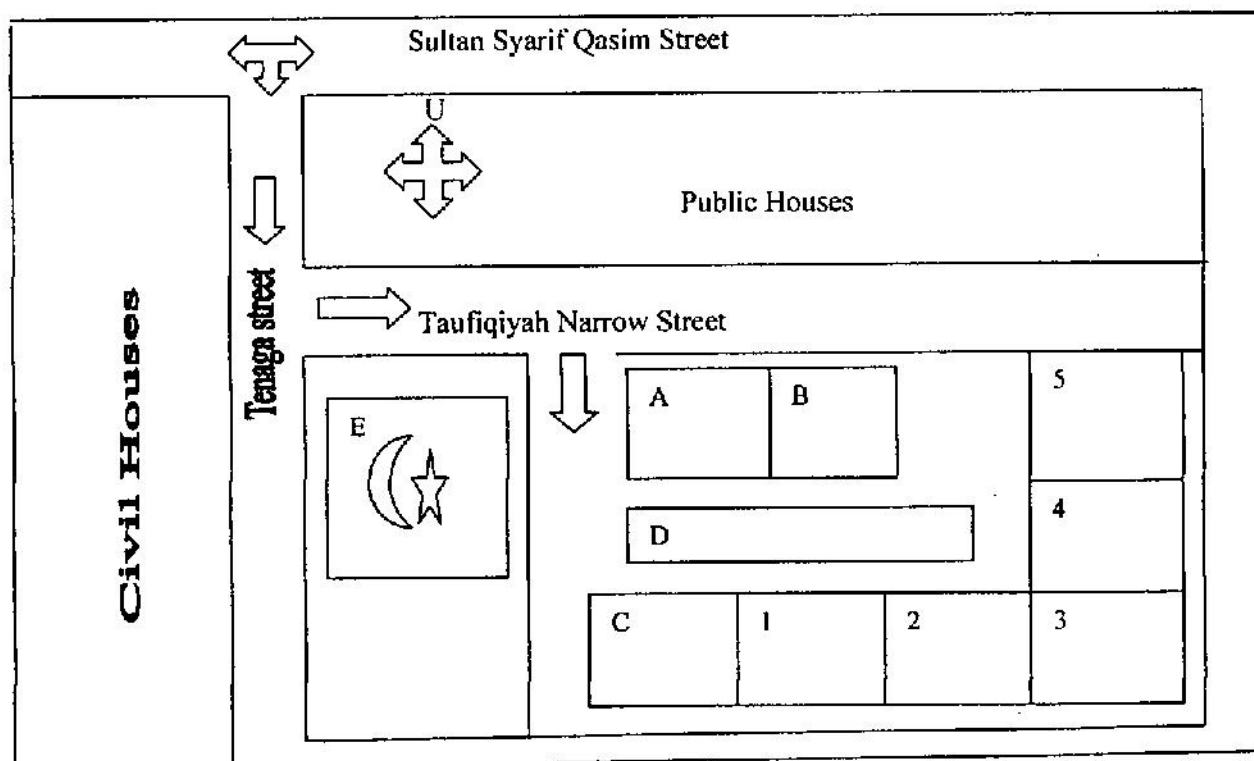 Sultan Syarif Qasim Street
U
Public Houses
Civil Houses
Tenaga street
Taufiqiyah Narrow Street
A
B
5
E
4
D
C
1
2
3